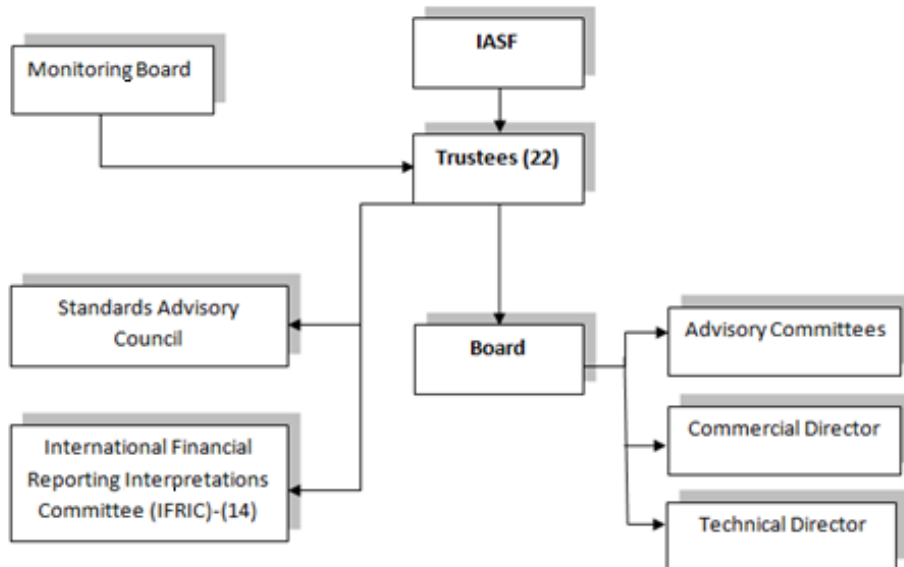 IASF
Monitoring Board
Trustees (22)
Standards Advisory
Council
Board
Advisory Committees
International Financial
Reporting Interpretations
Committee (IFRIC)-(14)
Commercial Director
Technical Director